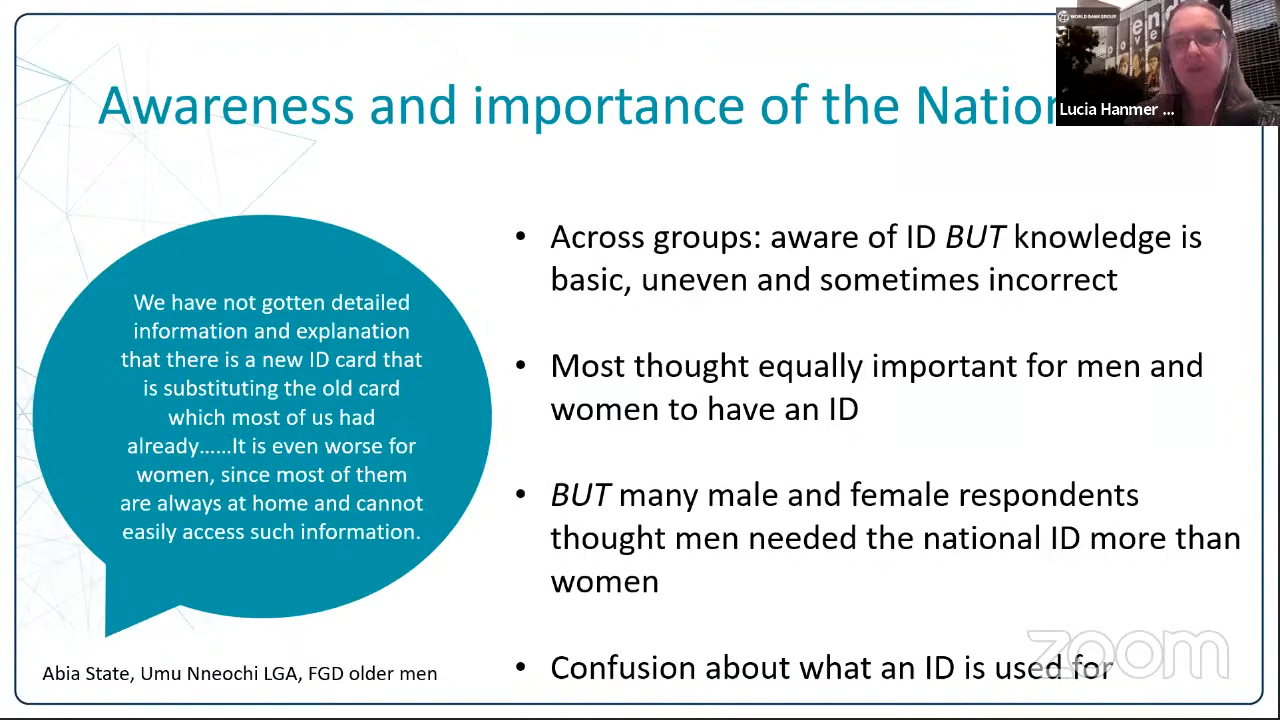 WORLD BANK GROUP
Lucia Hanmer ...
Awareness and importance of the Nation
We have not gotten detailed
information and explanation
that there is a new ID card that
is substituting the old card
which most of us had
already......It is even worse for
women, since most of them
are always at home and cannot
easily access such information.
Abia State, Umu Nneochi LGA, FGD older men
• Across groups: aware of ID BUT knowledge is
basic, uneven and sometimes incorrect
• Most thought equally important for men and
women to have an ID
• BUT many male and female respondents
thought men needed the national ID more than
women
• Confusion about what an ID is used for
zoom